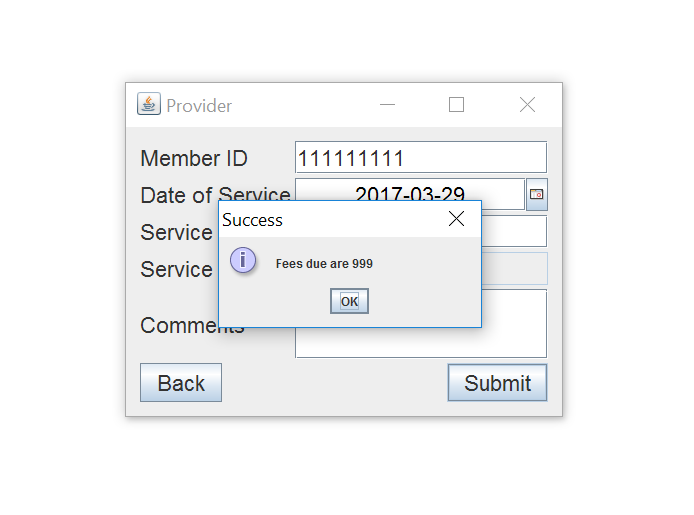 Provider
Member ID 111111111
Date of Service 2017-03-29
Success
Service
Fees due are 999
Service
OK
Comments
Back Submit